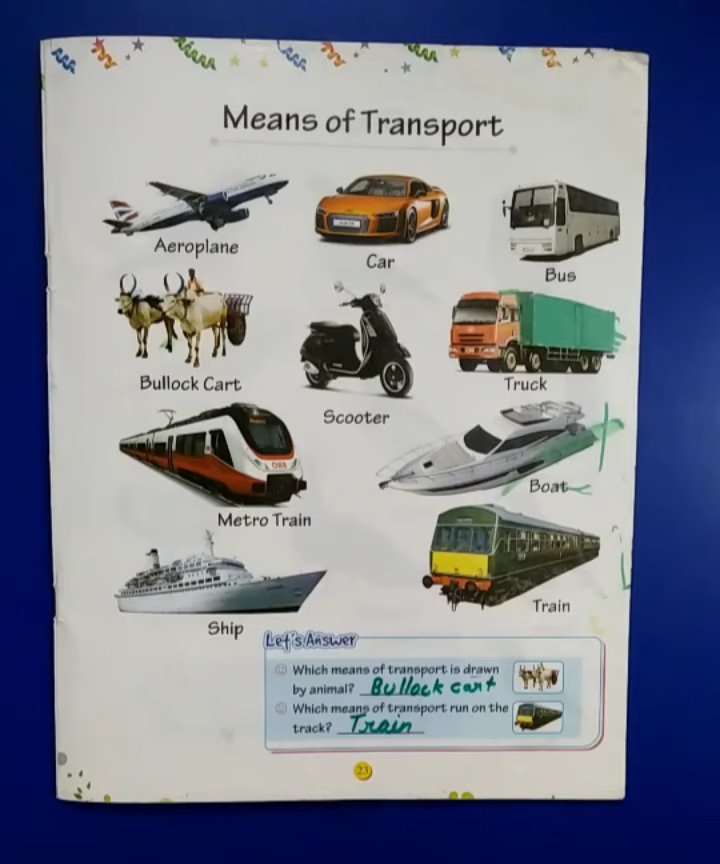 Means of Transport
Aeroplane
Car
Bus
Bullock Cart
Scooter
Truck
Metro Train
Boat
Ship
Train
Let's Answer
Which means of transport is drawn
by animal? Bullock cart
Which means of transport run on the
track? Train
23